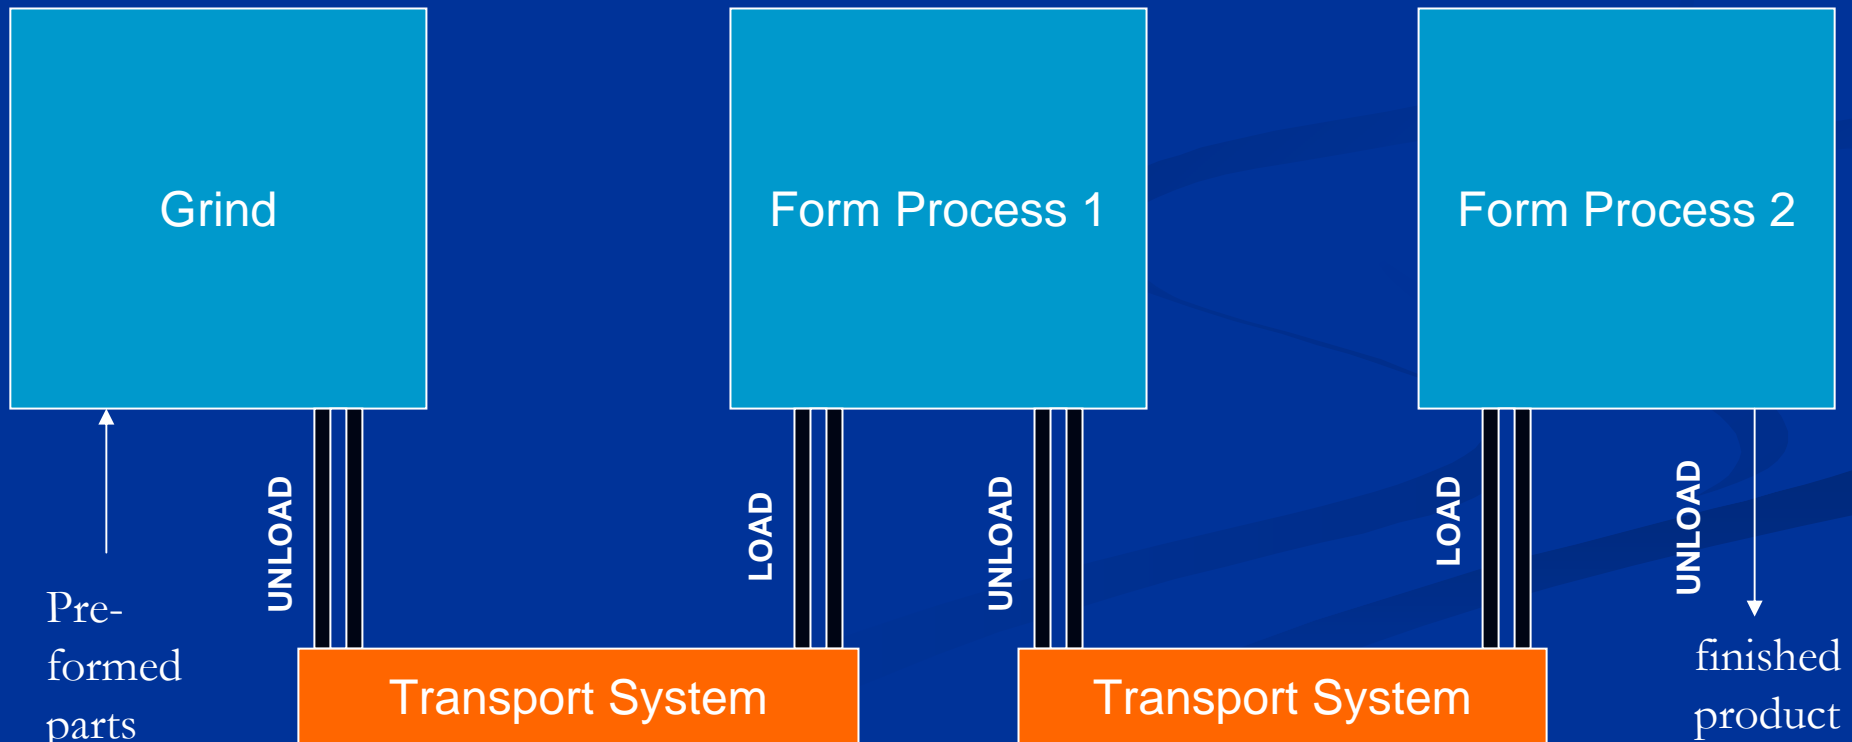 Grind
Form Process 1
Form Process 2
UNLOAD
LOAD
UNLOAD
LOAD
UNLOAD
Pre-
formed
parts
Transport System
Transport System
finished
product